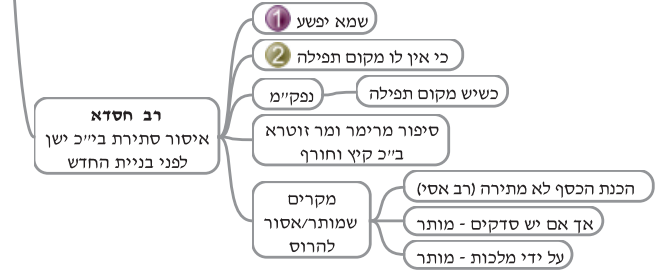 רב חסדא
איסור סתירת בי״כ ישן
לפני בניית החדש
1 שמא יפשע
2 כי אין לו מקום תפילה
נפק״מ
כשיש מקום תפילה
סיפור מרימר ומר זוטרא
ב״כ קיץ וחורף
מקרים
שמותר/אסור
להרוס
הכנת הכסף לא מתירה (רב אסי)
אך אם יש סדקים - מותר
על ידי מלכות - מותר